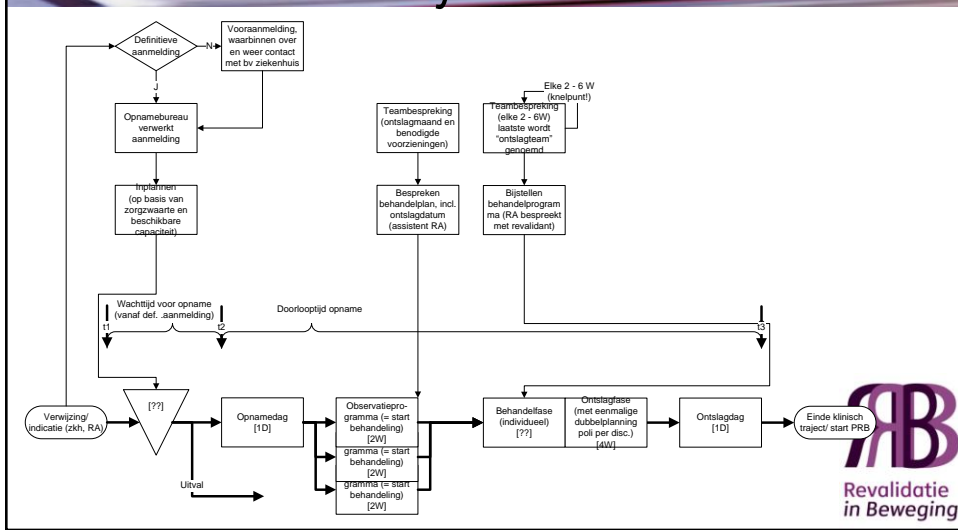 Definitieve
aanmelding
N
J
Vooraanmelding,
waarbinnen over
en weer contact
met bv ziekenhuis
Opnamebureau
verwerkt
aanmelding
Inplannen
(op basis van
zorgzwaarte en
beschikbare
capaciteit)
Teambespreking
(ontslagmaand en
benodigde
voorzieningen)
Elke 2 - 6 W
(knelpunt!)
Teambespreking
(elke 2 - 6W)
laatste wordt
“ontslagteam”
genoemd
Bespreken
behandelplan, incl.
ontslagdatum
(assistent RA)
Bijstellen
behandelprogram
ma (RA bespreekt
met revalidant)
Wachttijd voor opname
(vanaf def. .aanmelding)
Doorlooptijd opname
t1
t2
t3
Verwijzing/
indicatie (zkh, RA)
[??]
Uitval
Opnamedag
[1D]
Observatiepro-
gramma (= start
behandeling)
[2W]
gramma (= start
behandeling)
[2W]
gramma (= start
behandeling)
[2W]
Behandelfase
(individueel)
[??]
Ontslagfase
(met eenmalige
dubbelplanning
poli per disc.)
[4W]
Ontslagdag
[1D]
Einde klinisch
traject/ start PRB
RRB
Revalidatie
in Beweging